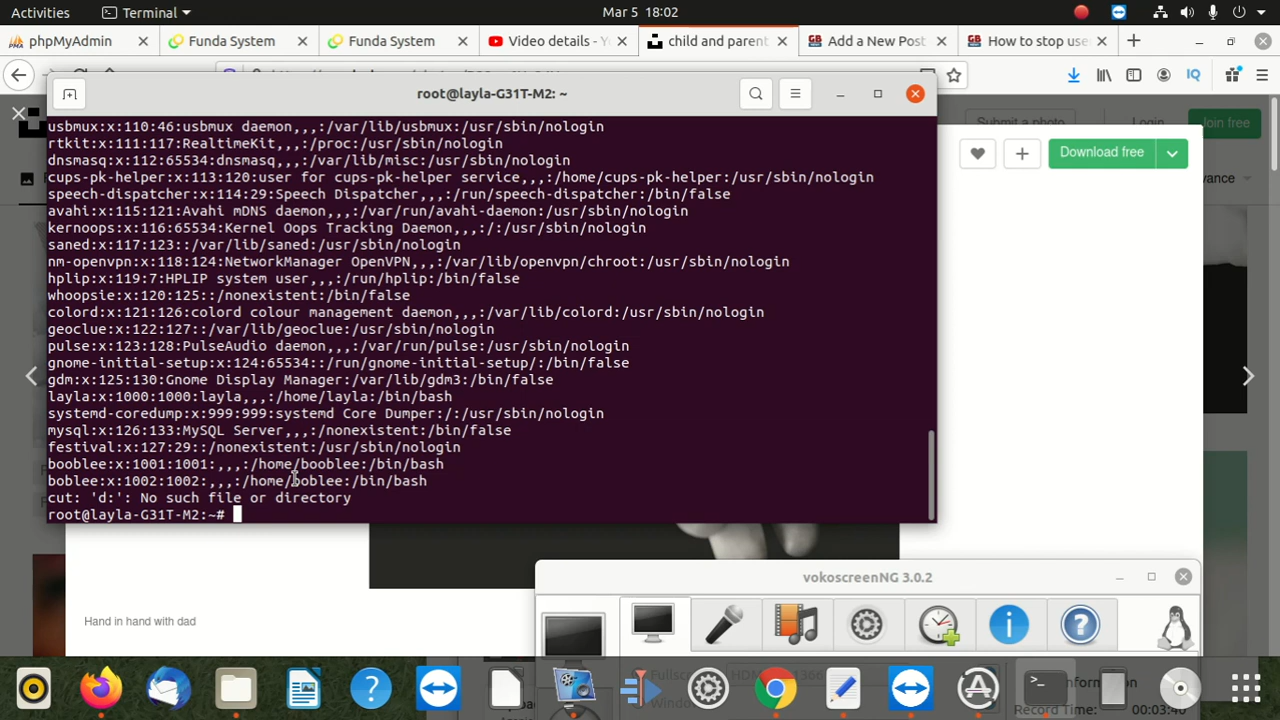 Activities
Terminal
Mar 5 18:02
phpMyAdmin
Funda System
Funda System
Video details - Y
child and parent
Add a New Post
How to stop use
root@layla-G31T-M2: ~
IQ
Submit a photo
Login
Join free
Download free
usbmux:x:110:46:usbmux daemon,,,:/var/lib/usbmux:/usr/sbin/nologin
rtkit:x:111:117:RealtimeKit,,,:/proc:/usr/sbin/nologin
dnsmasq:x:112:65534:dnsmasq,,,:/var/lib/misc:/usr/sbin/nologin
cups-pk-helper:x:113:120:user for cups-pk-helper service,,,:/home/cups-pk-helper:/usr/sbin/nologin
speech-dispatcher:x:114:29:Speech Dispatcher,,,:/run/speech-dispatcher:/bin/false
avahi:x:115:121:Avahi mDNS daemon,,,:/var/run/avahi-daemon:/usr/sbin/nologin
kernoops:x:116:65534:Kernel Oops Tracking Daemon,,,:/:/usr/sbin/nologin
saned:x:117:123::/var/lib/saned:/usr/sbin/nologin
nm-openvpn:x:118:124:NetworkManager OpenVPN,,,:/var/lib/openvpn/chroot:/usr/sbin/nologin
hplip:x:119:7:HPLIP system user,,,:/run/hplip:/bin/false
whoopsie:x:120:125::/nonexistent:/bin/false
colord:x:121:126:colord colour management daemon,,,:/var/lib/colord:/usr/sbin/nologin
geoclue:x:122:127::/var/lib/geoclue:/usr/sbin/nologin
pulse:x:123:128:PulseAudio daemon,,,:/var/run/pulse:/usr/sbin/nologin
gnome-initial-setup:x:124:65534::/run/gnome-initial-setup/:/bin/false
gdm:x:125:130:Gnome Display Manager:/var/lib/gdm3:/bin/false
layla:x:1000:1000:layla,,,:/home/layla:/bin/bash
systemd-coredump:x:999:999:systemd Core Dumper:/:/usr/sbin/nologin
mysql:x:126:133:MySQL Server,,,:/nonexistent:/bin/false
festival:x:127:29::/nonexistent:/usr/sbin/nologin
booblee:x:1001:1001:,,,:/home/booblee:/bin/bash
boblee:x:1002:1002:,,,:/home/boblee:/bin/bash
cut: 'd:': No such file or directory
root@layla-G31T-M2:~#
vokoscreenNG 3.0.2
Hand in hand with dad
Record Time: 00:03:40